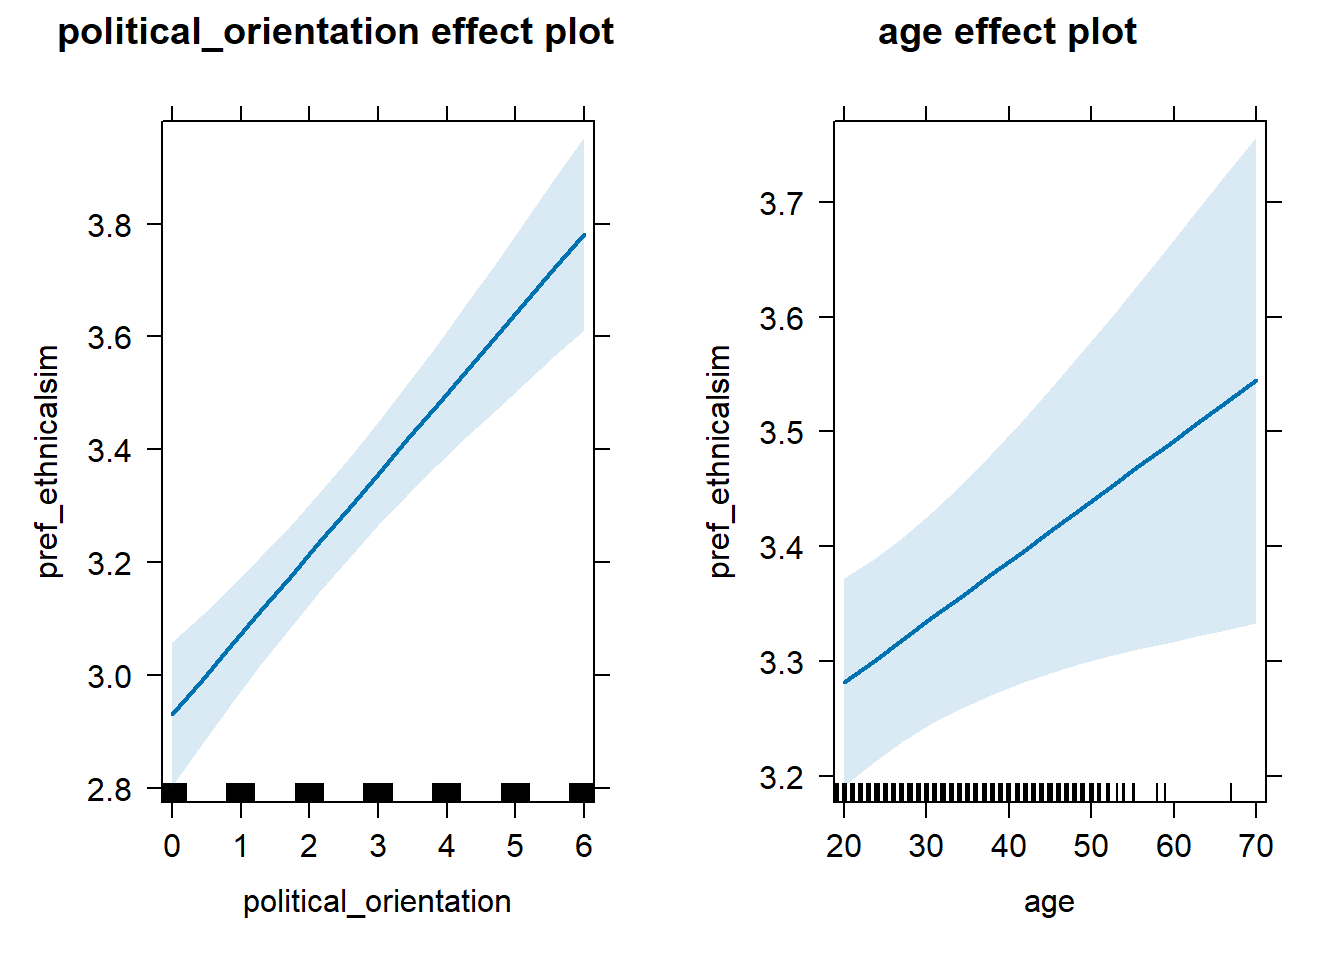 political_orientation effect plot
pref_ethnicalsim
3.8
3.6
3.4
3.2
3.0
2.8
0 1 2 3 4 5 6
political_orientation
age effect plot
pref_ethnicalsim
3.7
3.6
3.5
3.4
3.3
3.2
20 30 40 50 60 70
age